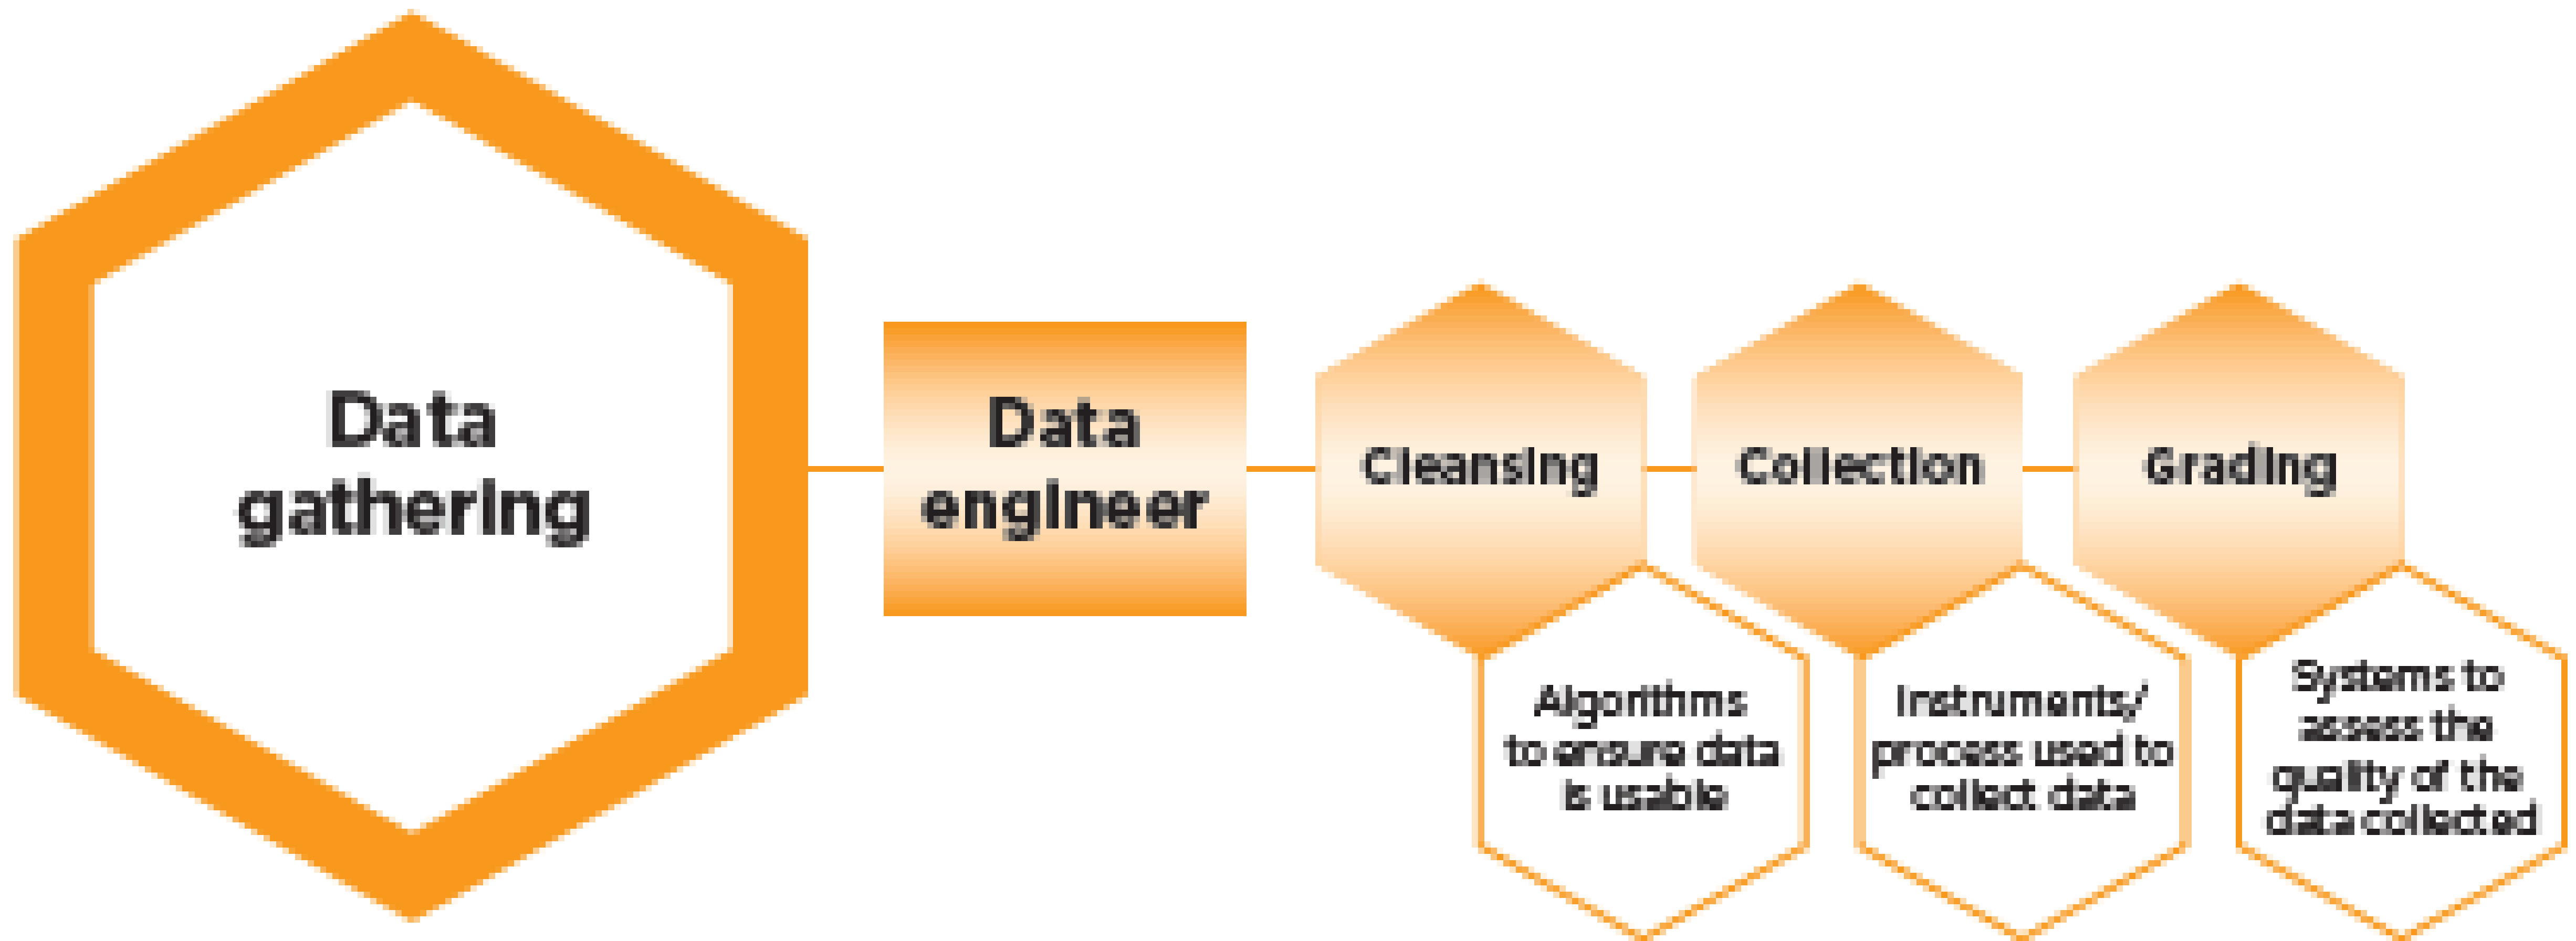 Data
gathering
Data
engineer
Cleansing
Collection
Grading
Algorithms
to ensure data
is usable
Instruments/
process used to
collect data
Systems to
assess the
quality of the
data collected